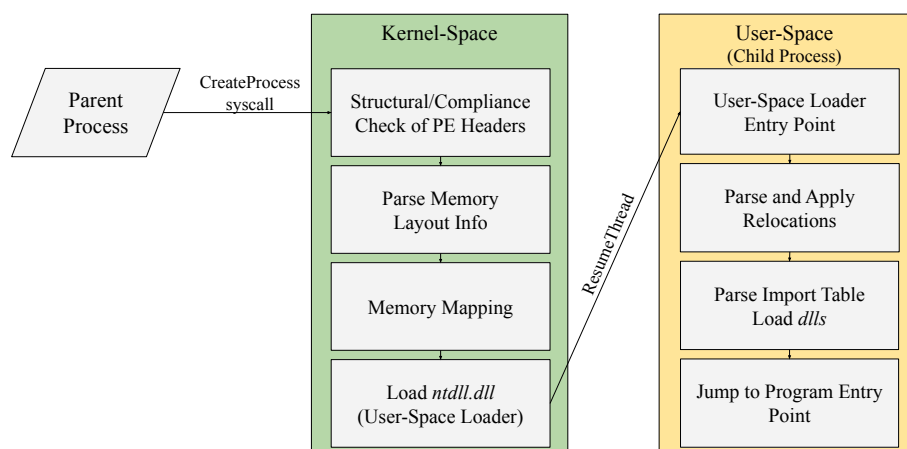 Parent
Process
CreateProcess
syscall
Kernel-Space
Structural/Compliance
Check of PE Headers
Parse Memory
Layout Info
Memory Mapping
Load ntdll.dll
(User-Space Loader)
ResumeThread
User-Space
(Child Process)
User-Space Loader
Entry Point
Parse and Apply
Relocations
Parse Import Table
Load dlls
Jump to Program Entry
Point